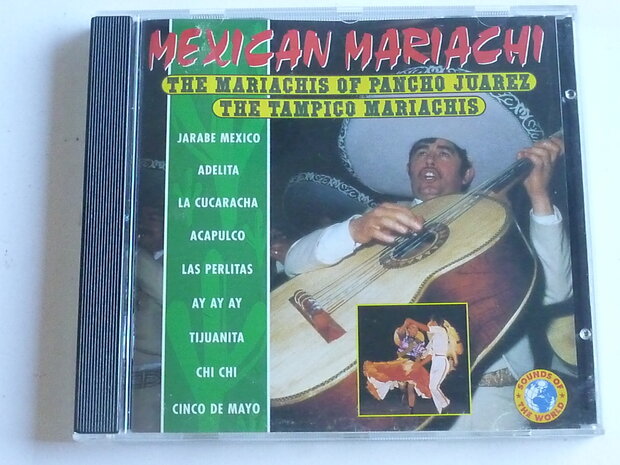 MEXICAN MARIACHI
THE MARIACHIS OF PANCHO JUAREZ
THE TAMPICO MARIACHIS
JARABE MEXICO
ADELITA
LA CUCARACHA
ACAPULCO
LAS PERLITAS
AY AY AY
TIJUANITA
CHI CHI
CINCO DE MAYO
SOUNDS OF
THE WORLD